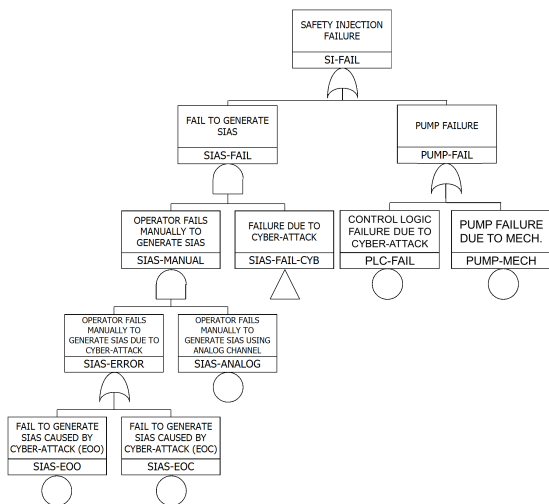 SAFETY INJECTION
FAILURE
SI-FAIL
FAIL TO GENERATE
SIAS
SIAS-FAIL
PUMP FAILURE
PUMP-FAIL
OPERATOR FAILS
MANUALLY TO
GENERATE SIAS
SIAS-MANUAL
FAILURE DUE TO
CYBER-ATTACK
SIAS-FAIL-CYB
CONTROL LOGIC
FAILURE DUE TO
CYBER-ATTACK
PLC-FAIL
PUMP FAILURE
DUE TO MECH.
PUMP-MECH
OPERATOR FAILS
MANUALLY TO
GENERATE SIAS DUE TO
CYBER-ATTACK
SIAS-ERROR
OPERATOR FAILS
MANUALLY TO
GENERATE SIAS USING
ANALOG CHANNEL
SIAS-ANALOG
FAIL TO GENERATE
SIAS CAUSED BY
CYBER-ATTACK (EOO)
SIAS-EOO
FAIL TO GENERATE
SIAS CAUSED BY
CYBER-ATTACK (EOC)
SIAS-EOC